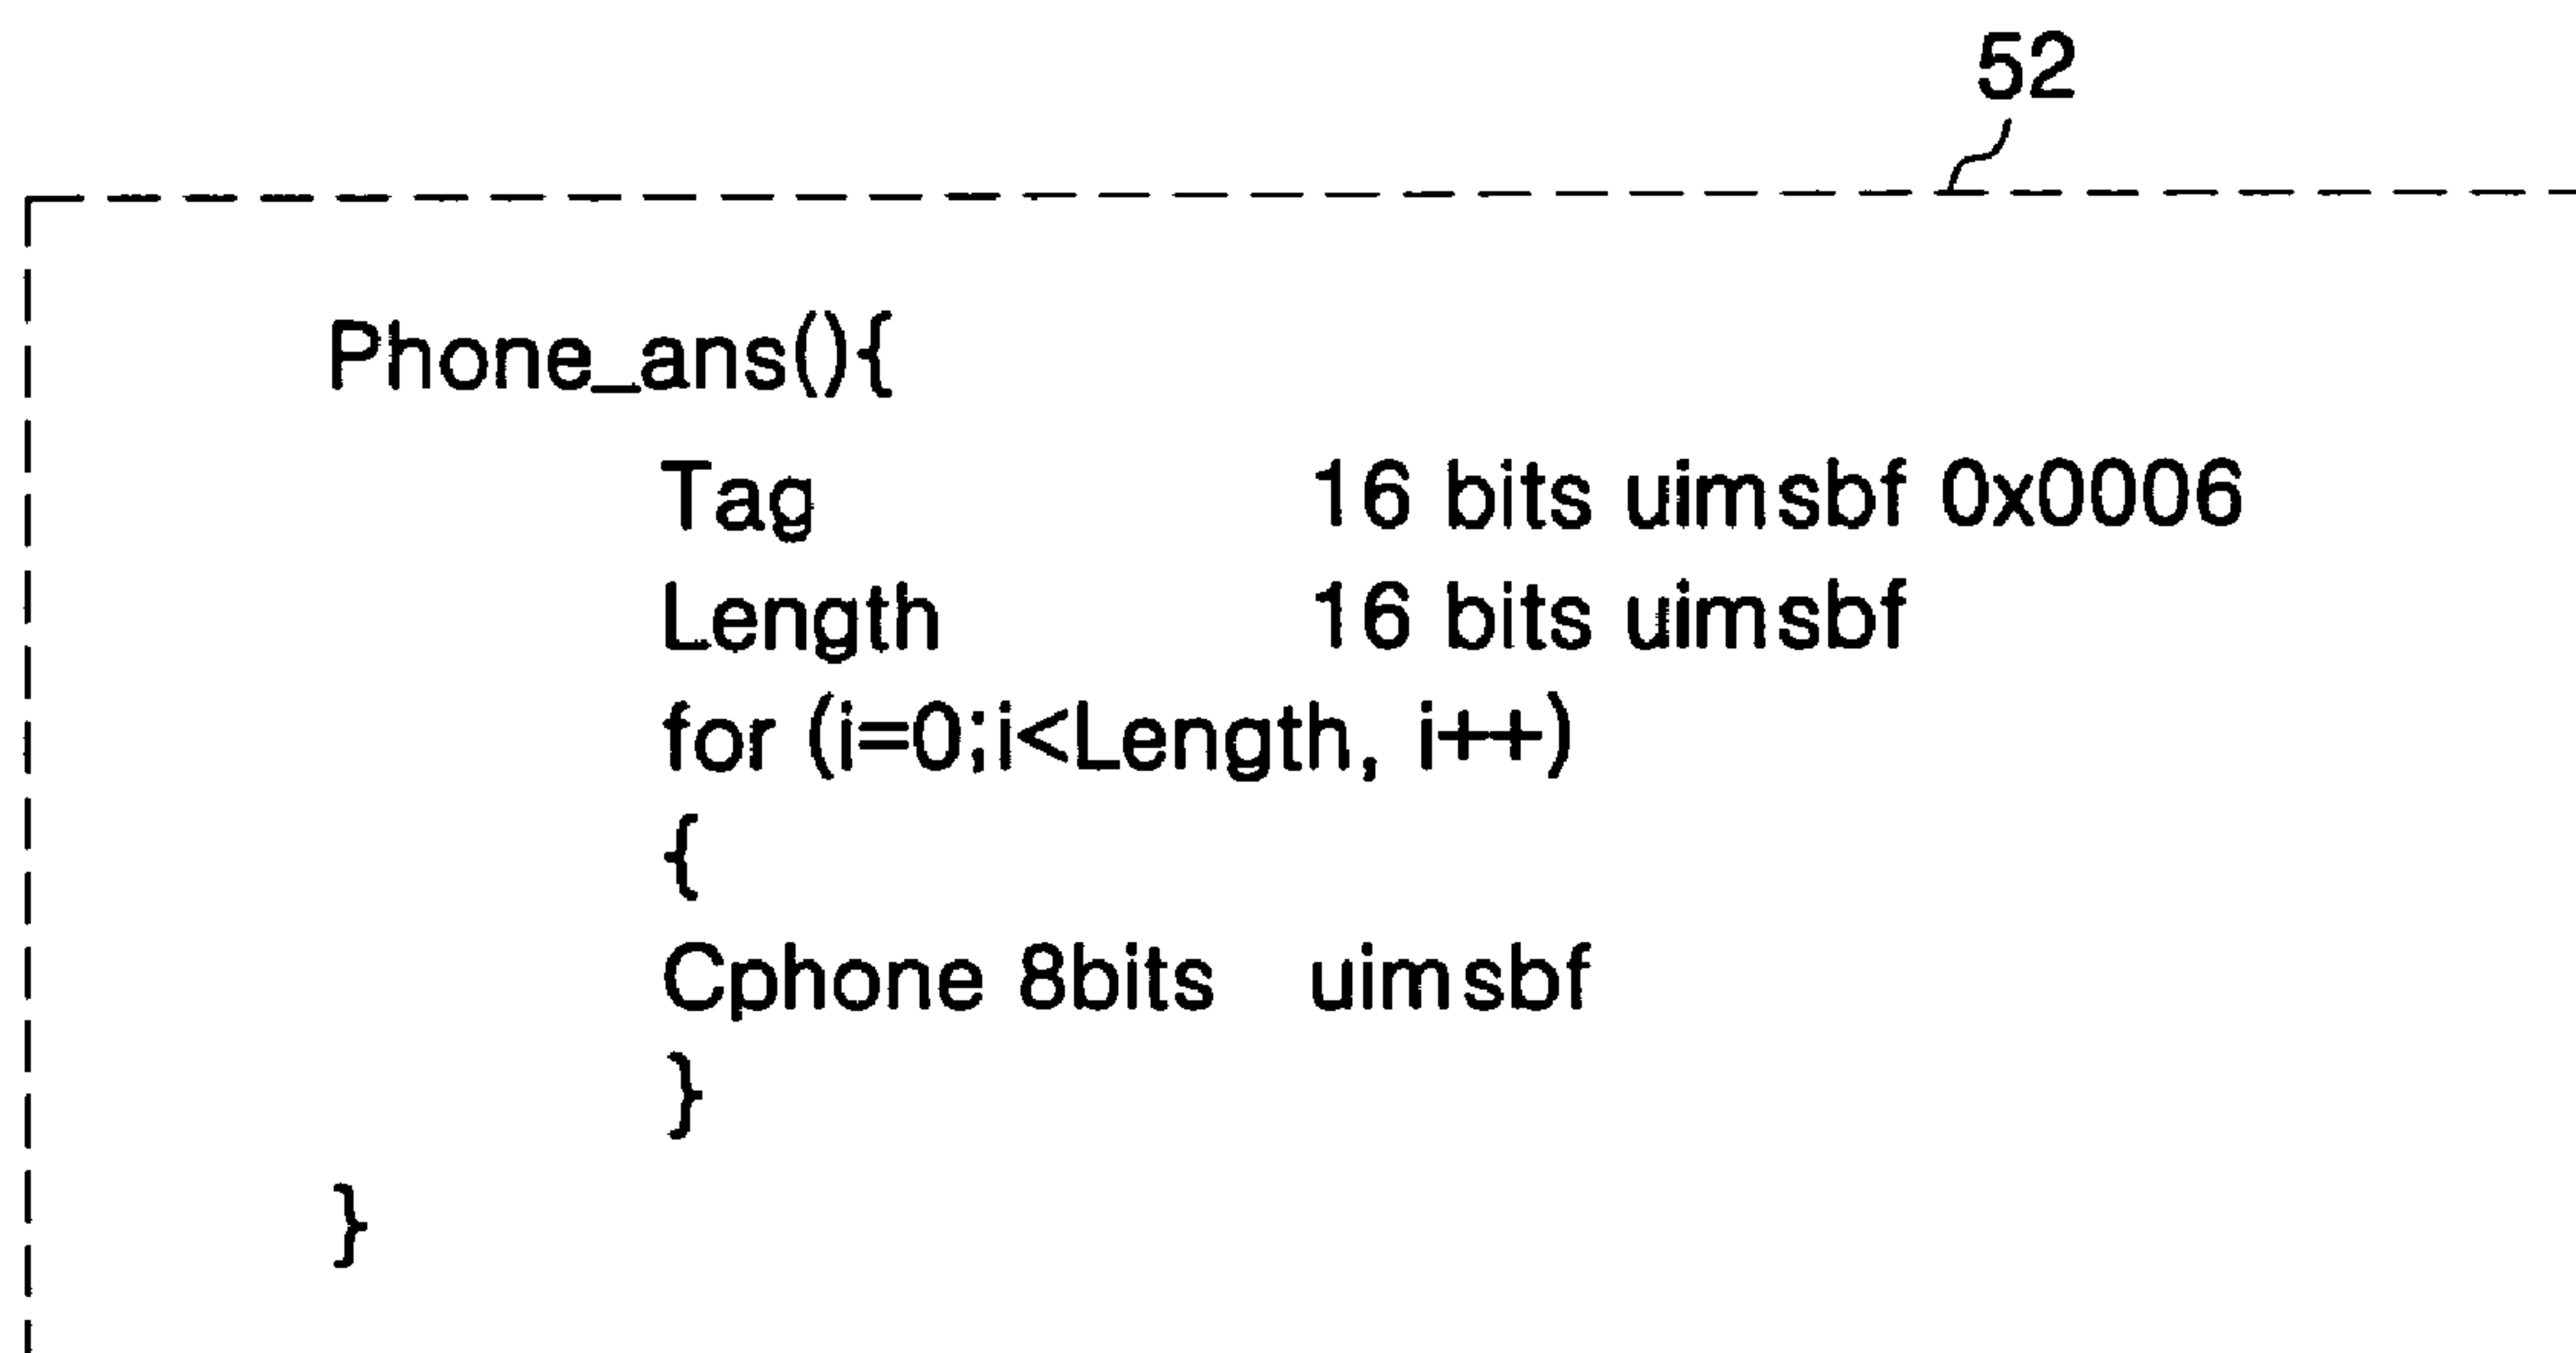 52
Phone_ans(){
Tag 16 bits uimsbf 0x0006
Length 16 bits uimsbf
for (i=0;i<Length, i++)
{
Cphone 8bits uimsbf
}
}